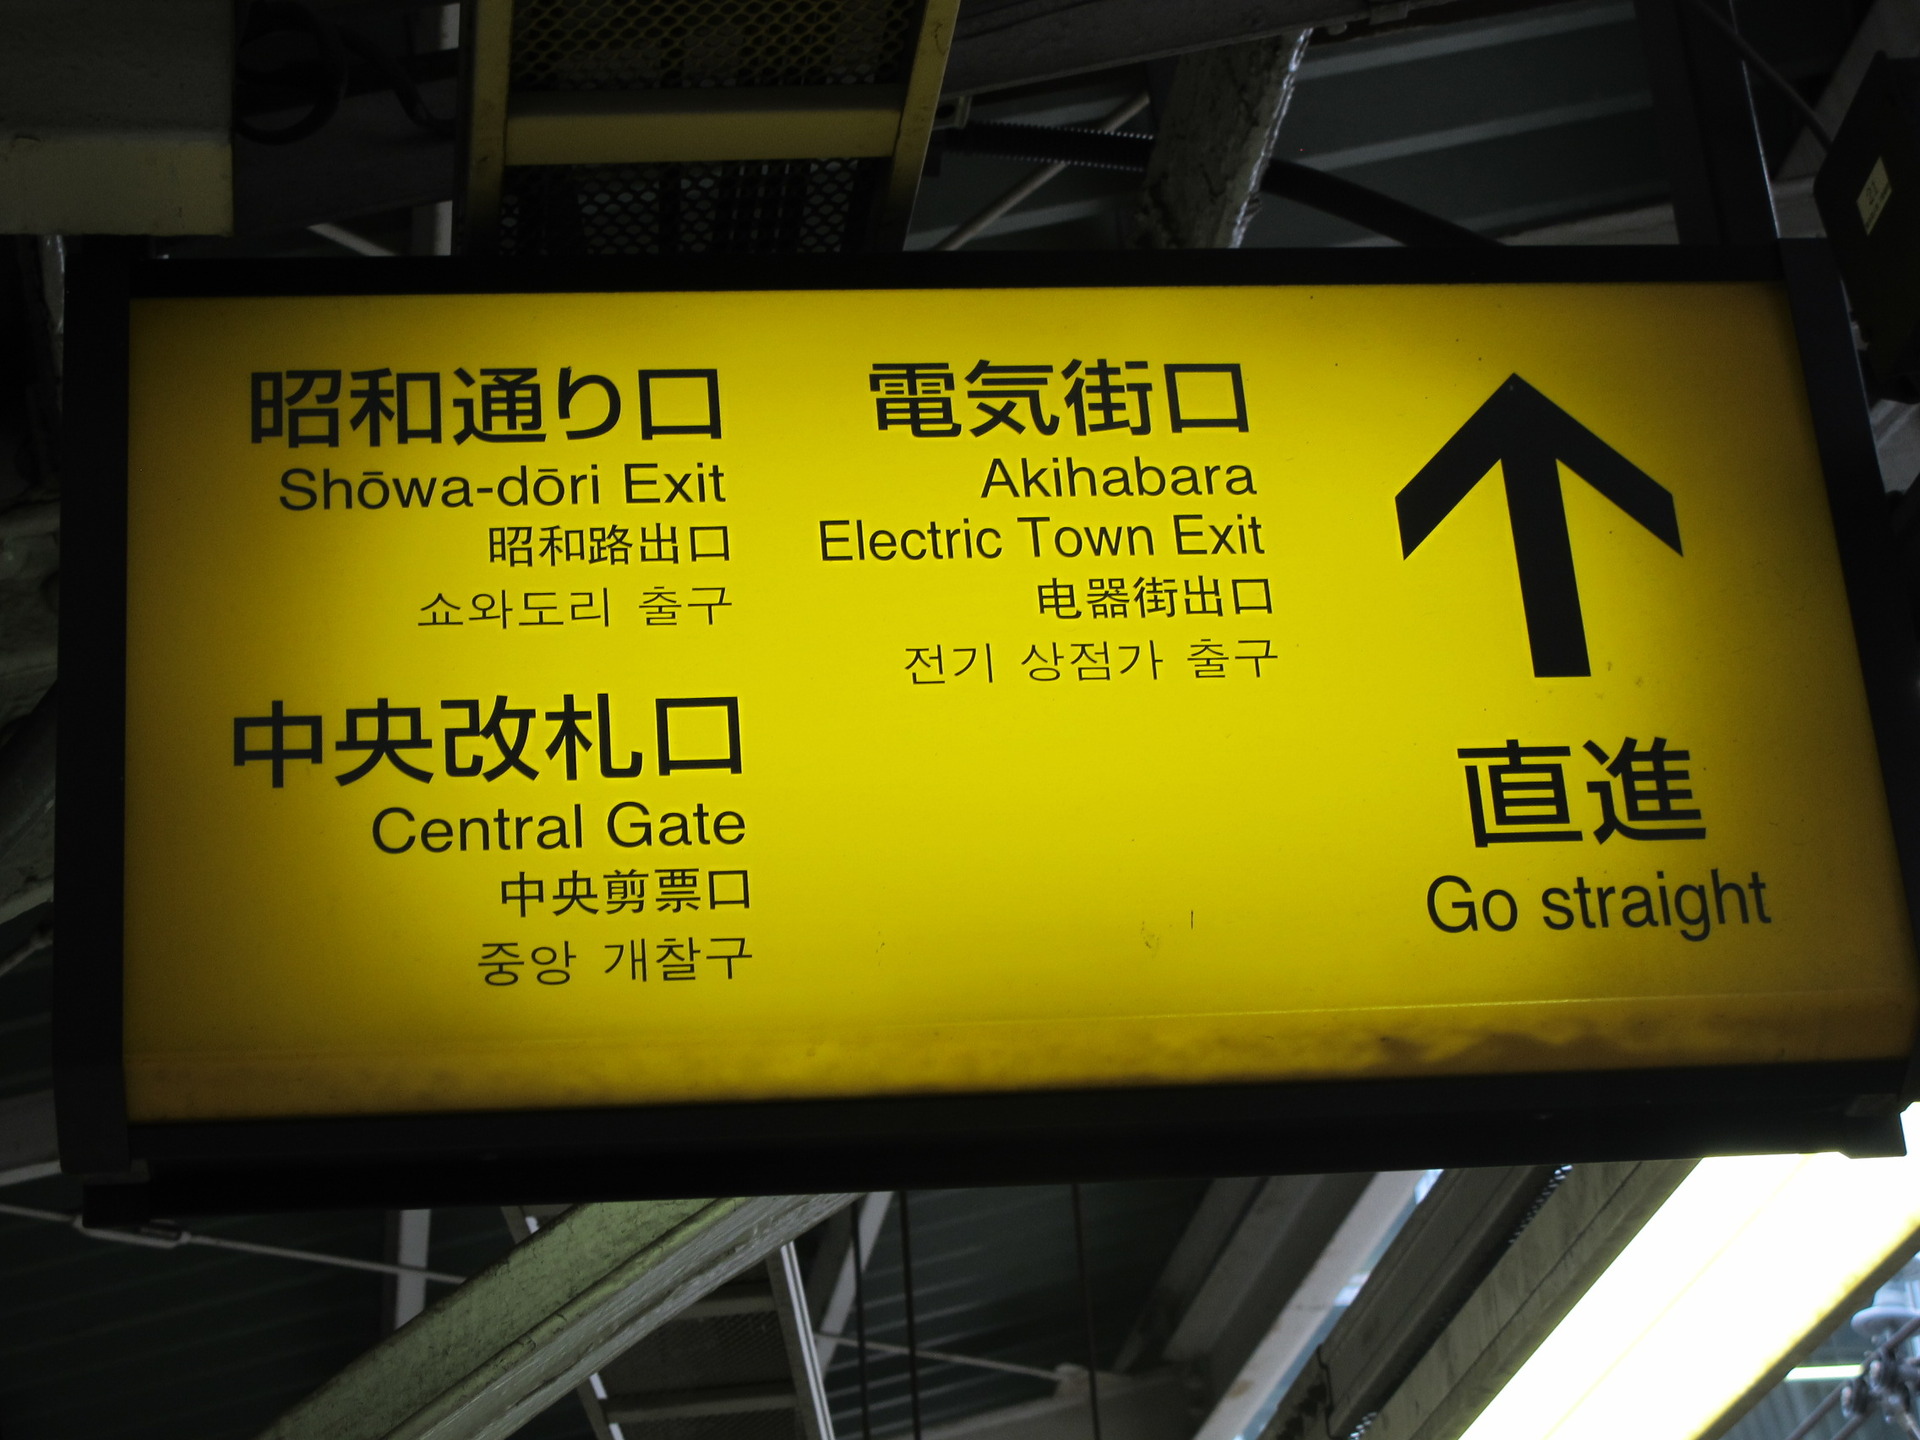 昭和通り口
Shōwa-dōri Exit
昭和路出口
쇼와도리 출구
中央改札口
Central Gate
中央剪票口
중앙 개찰구
電気街口
Akihabara
Electric Town Exit
电器街出口
전기 상점가 출구
直進
Go straight